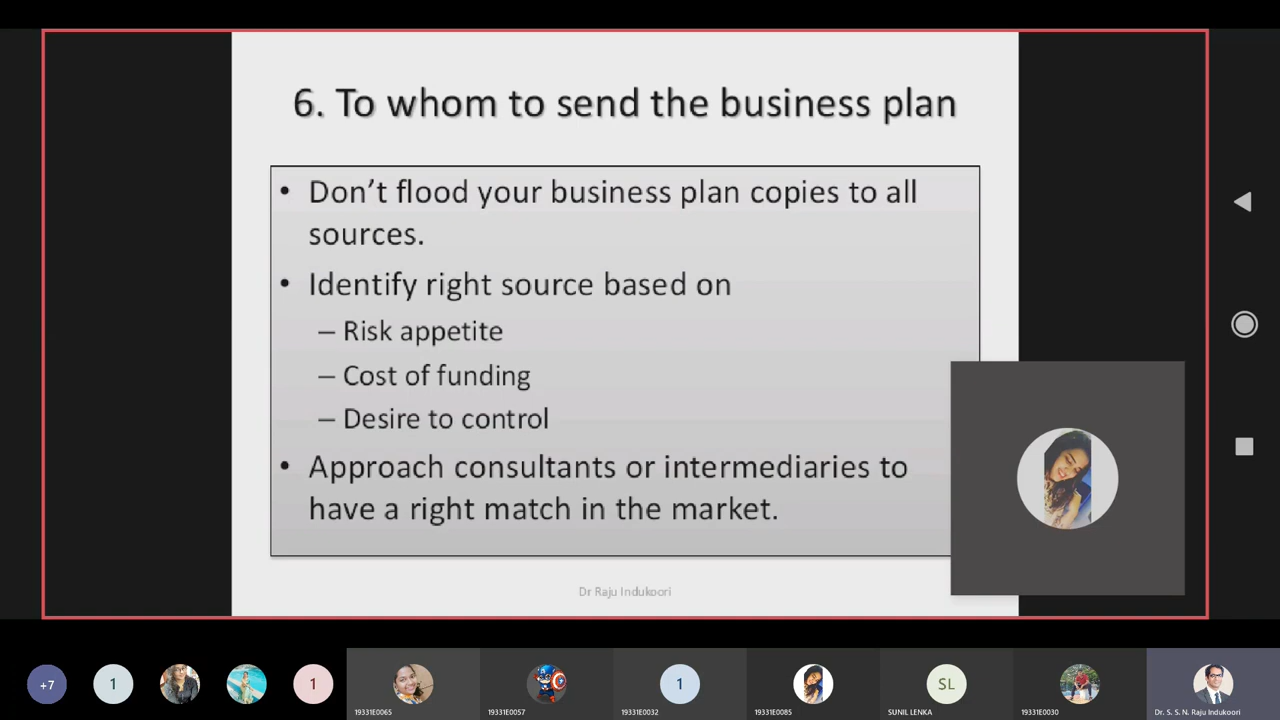 6. To whom to send the business plan
• Don’t flood your business plan copies to all
sources.
• Identify right source based on
– Risk appetite
– Cost of funding
– Desire to control
• Approach consultants or intermediaries to
have a right match in the market.
Dr Raju Indukoori
+7
1
1
1
SL
19331E0065
19331E0057
19331E0032
19331E0085
SUNIL LENKA
19331E0030
Dr. S. S. N. Raju Indukoori